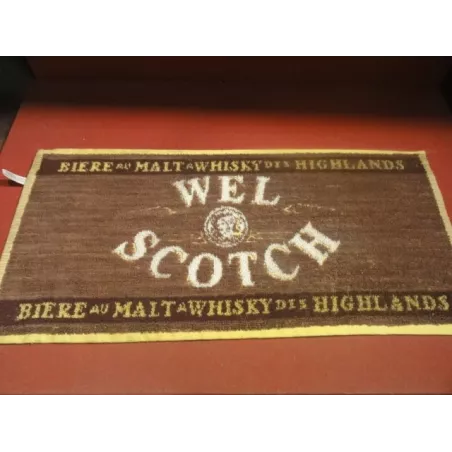 BIERE AU MALT A WHISKY DES HIGHLANDS
WEL
SCOTCH
BIERE AU MALT A WHISKY DES HIGHLANDS